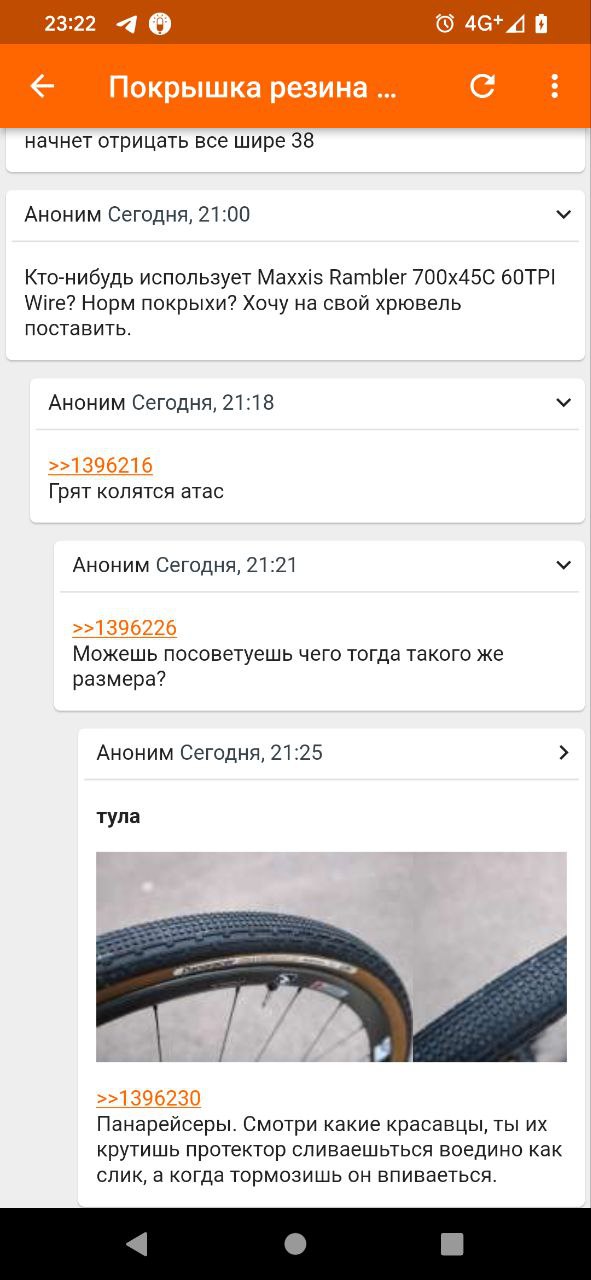 23:22
4G+
Покрышка резина ...
начнет отрицать все шире 38
Аноним Сегодня, 21:00
Кто-нибудь использует Maxxis Rambler 700x45C 60TPI
Wire? Норм покрыхи? Хочу на свой хрювель
поставить.
Аноним Сегодня, 21:18
>>1396216
Грят колятся атас
Аноним Сегодня, 21:21
>>1396226
Можешь посоветуешь чего тогда такого же
размера?
Аноним Сегодня, 21:25
тула
>>1396230
Панарейсеры. Смотри какие красавцы, ты их
крутишь протектор сливаешьться воедино как
слик, а когда тормозишь он впиваеться.